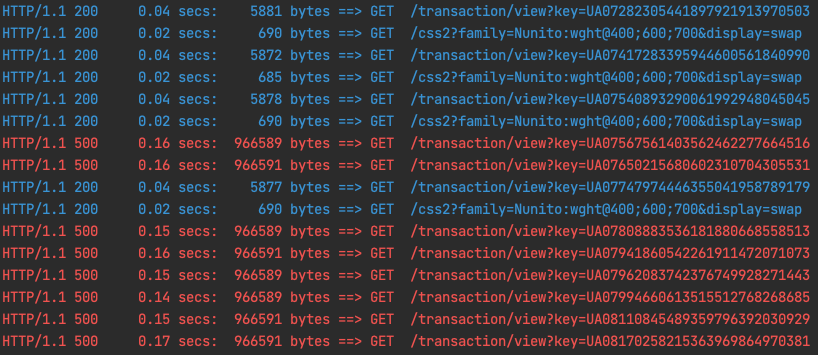 HTTP/1.1 200     0.04 secs:    5881 bytes ==> GET  /transaction/view?key=UA07282305441897921913970503
HTTP/1.1 200     0.02 secs:     690 bytes ==> GET  /css2?family=Nunito:wght@400;600;700&display=swap
HTTP/1.1 200     0.04 secs:    5872 bytes ==> GET  /transaction/view?key=UA07417283395944600561840990
HTTP/1.1 200     0.02 secs:     685 bytes ==> GET  /css2?family=Nunito:wght@400;600;700&display=swap
HTTP/1.1 200     0.04 secs:    5878 bytes ==> GET  /transaction/view?key=UA07540893290061992948045045
HTTP/1.1 200     0.02 secs:     690 bytes ==> GET  /css2?family=Nunito:wght@400;600;700&display=swap
HTTP/1.1 500     0.16 secs:  966589 bytes ==> GET  /transaction/view?key=UA07567561403562462277664516
HTTP/1.1 500     0.16 secs:  966591 bytes ==> GET  /transaction/view?key=UA07650215680602310704305531
HTTP/1.1 200     0.04 secs:    5877 bytes ==> GET  /transaction/view?key=UA07747974446355041958789179
HTTP/1.1 200     0.02 secs:     690 bytes ==> GET  /css2?family=Nunito:wght@400;600;700&display=swap
HTTP/1.1 500     0.15 secs:  966589 bytes ==> GET  /transaction/view?key=UA07808883536181880668558513
HTTP/1.1 500     0.16 secs:  966591 bytes ==> GET  /transaction/view?key=UA07941860542261911472071073
HTTP/1.1 500     0.15 secs:  966589 bytes ==> GET  /transaction/view?key=UA07962083742376749928271443
HTTP/1.1 500     0.14 secs:  966589 bytes ==> GET  /transaction/view?key=UA07994660613515512768268685
HTTP/1.1 500     0.15 secs:  966591 bytes ==> GET  /transaction/view?key=UA08110845489359796392030929
HTTP/1.1 500     0.17 secs:  966591 bytes ==> GET  /transaction/view?key=UA08170258215363969864970381